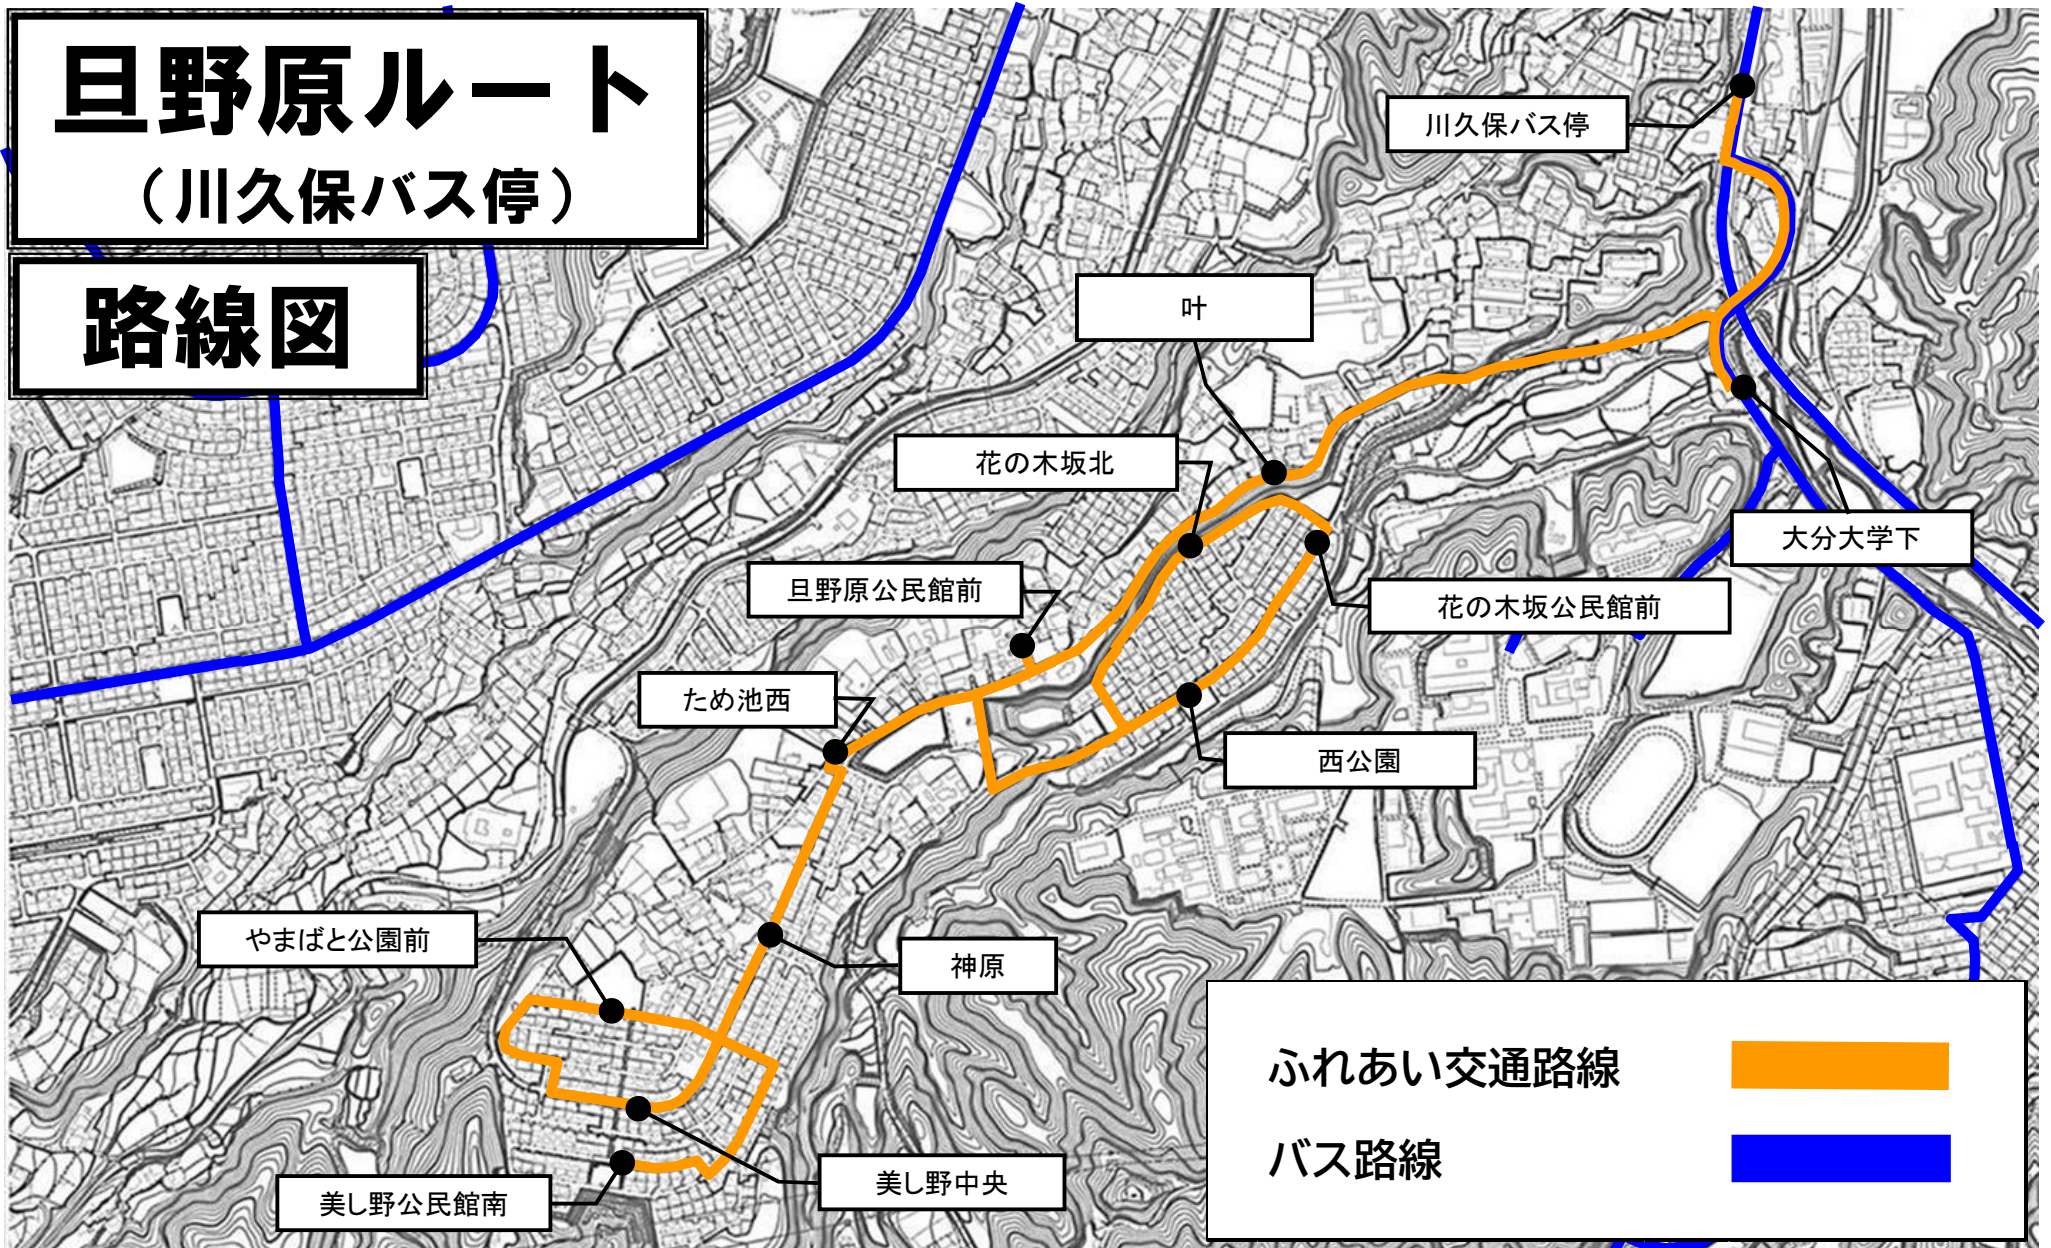 旦野原ルート
（川久保バス停）
路線図
川久保バス停
叶
花の木坂北
大分大学下
旦野原公民館前
花の木坂公民館前
ため池西
西公園
やまばと公園前
神原
美し野中央
美し野公民館南
ふれあい交通路線
バス路線